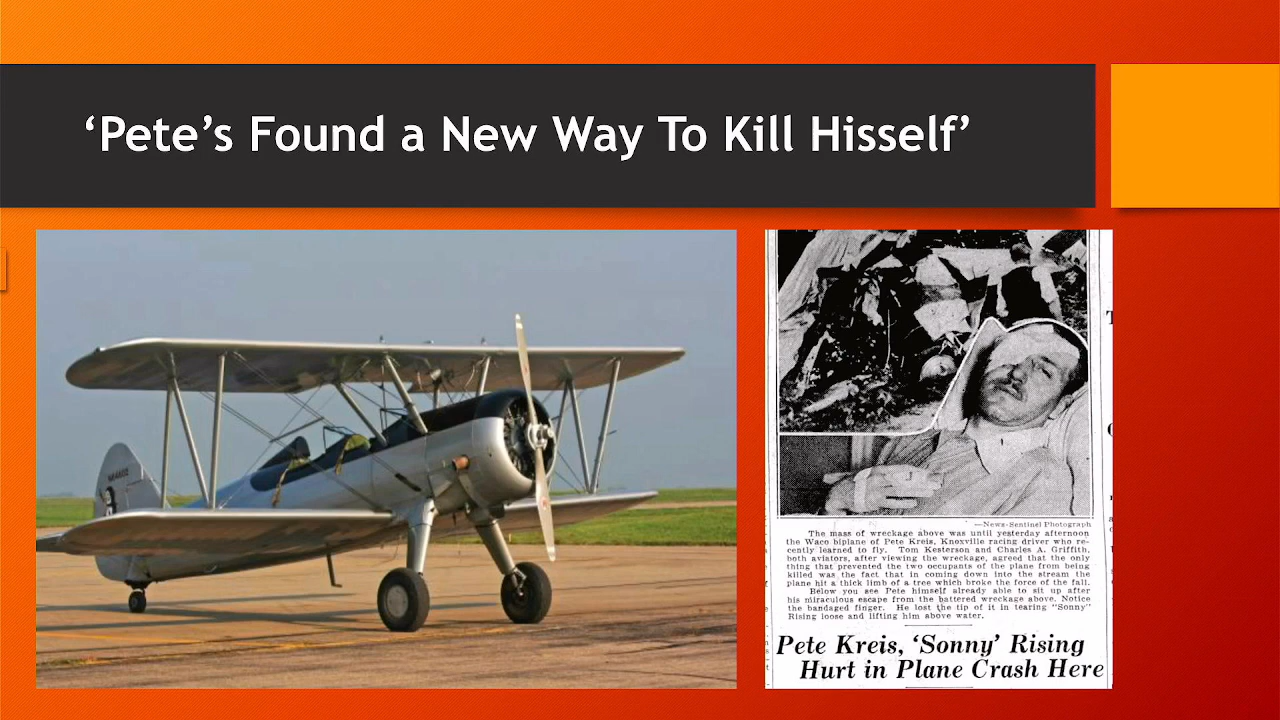 ‘Pete’s Found a New Way To Kill Hisself’
—News-Sentinel Photograph
The mass of wreckage above was until yesterday afternoon
the Waco biplane of Pete Kreis, Knoxville racing driver who re-
cently learned to fly. Tom Kesterson and Charles A. Griffith,
both aviators, after viewing the wreckage, agreed that the only
thing that prevented the two occupants of the plane from being
killed was the fact that in coming down into the stream the
plane hit a thick limb of a tree which broke the force of the fall.
Below you see Pete himself already able to sit up after
his miraculous escape from the battered wreckage above. Notice
the bandaged finger. He lost the tip of it in tearing "Sonny"
Rising loose and lifting him above water.
Pete Kreis, ‘Sonny’ Rising
Hurt in Plane Crash Here